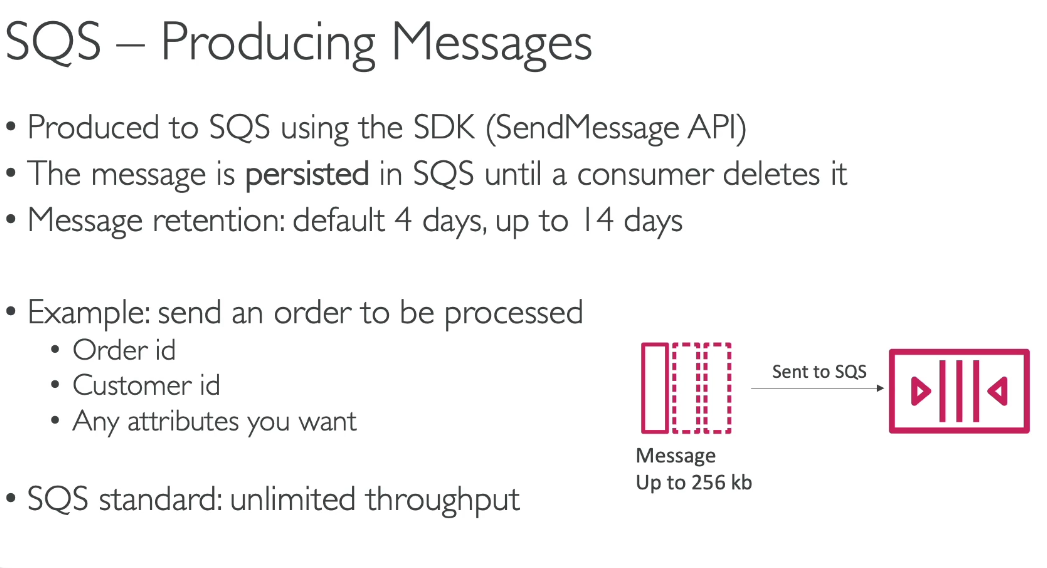 SQS – Producing Messages
• Produced to SQS using the SDK (SendMessage API)
• The message is persisted in SQS until a consumer deletes it
• Message retention: default 4 days, up to 14 days
• Example: send an order to be processed
• Order id
• Customer id
• Any attributes you want
• SQS standard: unlimited throughput
Sent to SQS
Message
Up to 256 kb